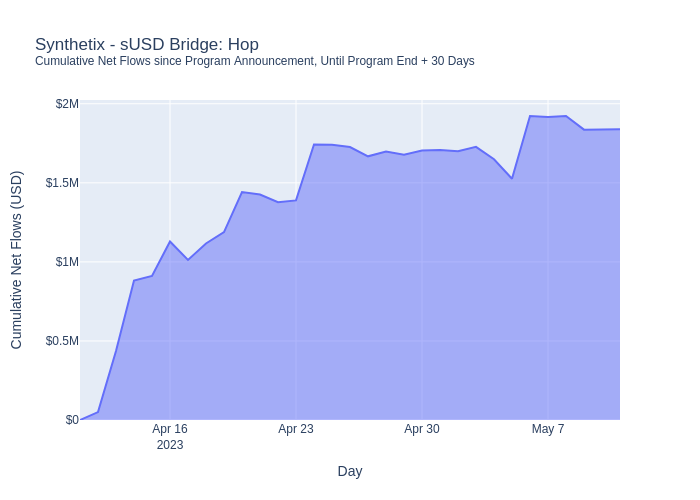 Synthetix - sUSD Bridge: Hop
Cumulative Net Flows since Program Announcement, Until Program End + 30 Days
Cumulative Net Flows (USD)
$2M
$1.5M
$1M
$0.5M
$0
Apr 16
2023
Apr 23
Apr 30
May 7
Day